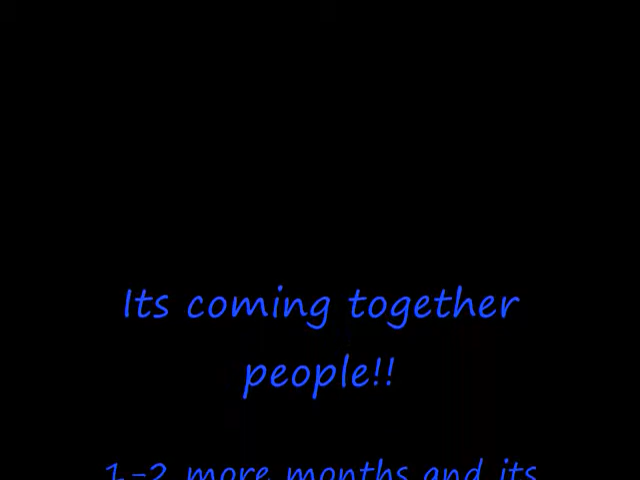 Its coming together
people!!
1-2 more months and its